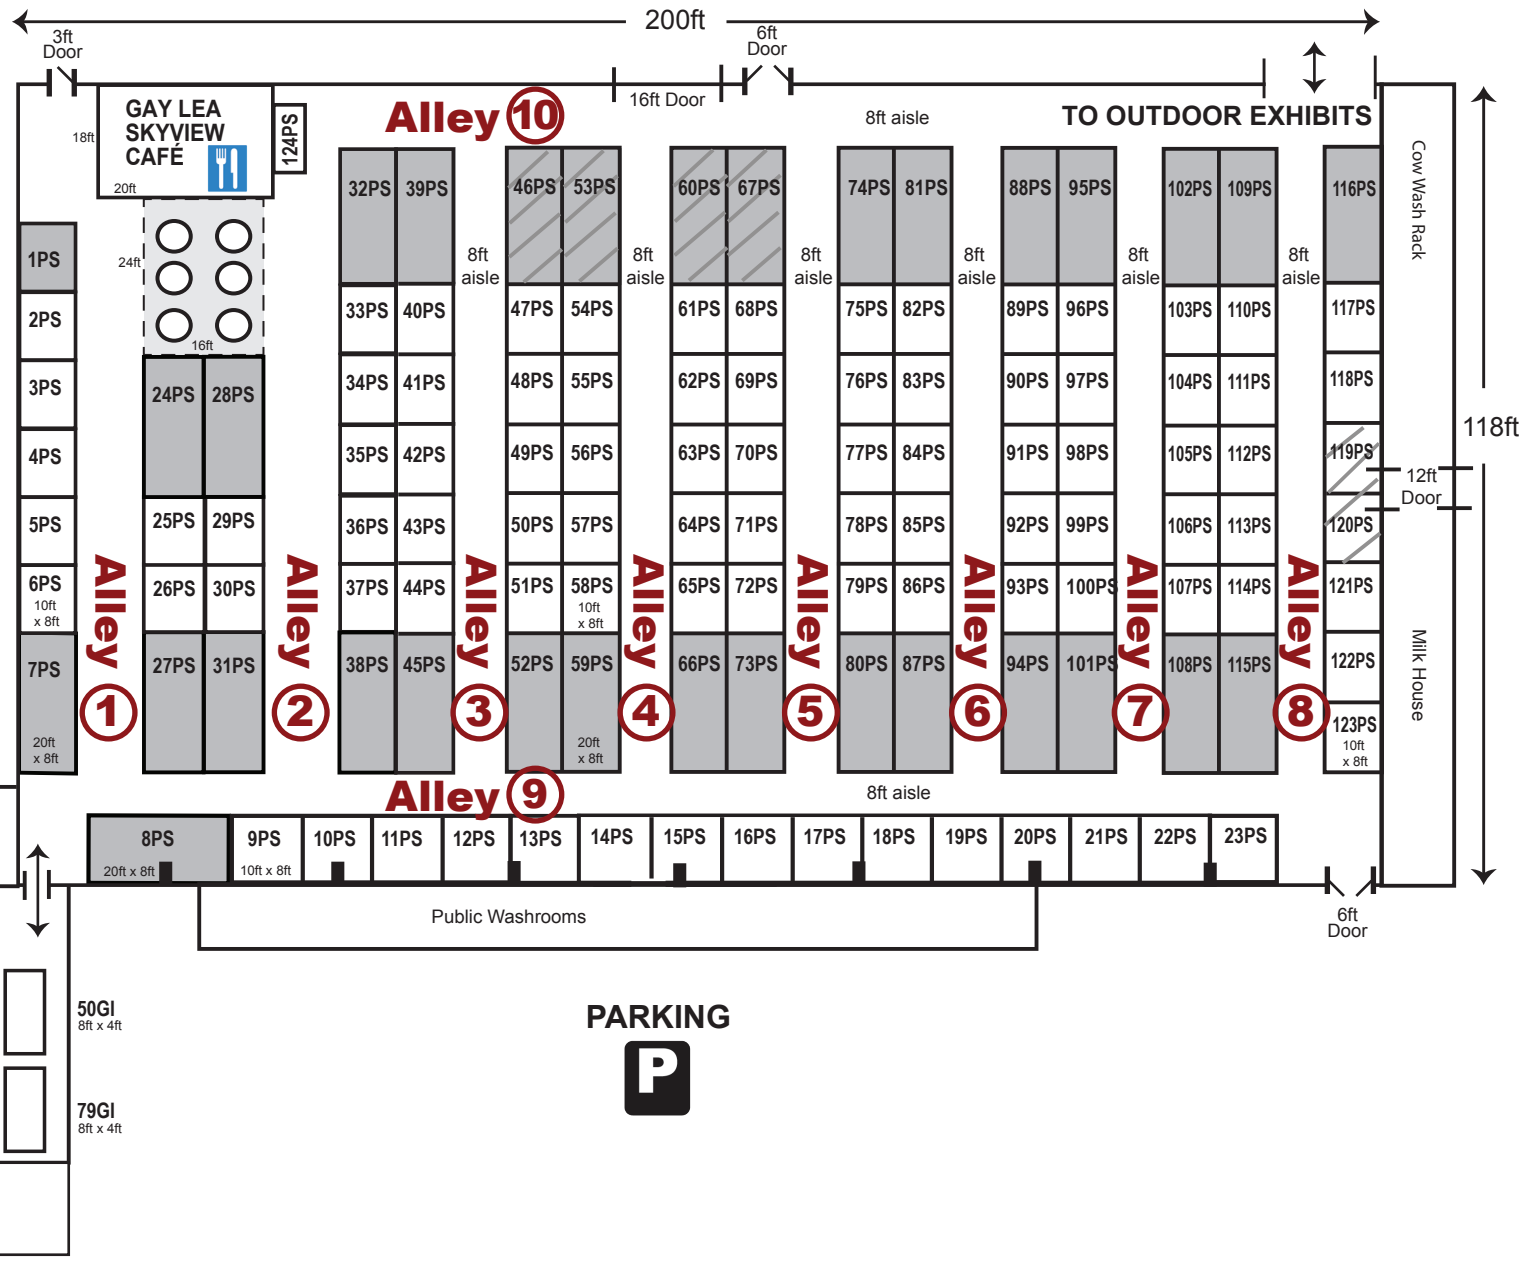 200ft
3ft
Door
6ft
Door
16ft Door
GAY LEA
SKYVIEW
CAFÉ
18ft
20ft
124PS
Alley 10
8ft aisle
TO OUTDOOR EXHIBITS
Cow Wash Rack
118ft
24ft
16ft
1PS
2PS
3PS
4PS
5PS
6PS
10ft
x 8ft
7PS
20ft
x 8ft
Alley 1
24PS 28PS
25PS 29PS
26PS 30PS
27PS 31PS
Alley 2
32PS 39PS
33PS 40PS
34PS 41PS
35PS 42PS
36PS 43PS
37PS 44PS
38PS 45PS
8ft
aisle
Alley 3
46PS 53PS
47PS 54PS
48PS 55PS
49PS 56PS
50PS 57PS
51PS 58PS
10ft
x 8ft
52PS 59PS
20ft
x 8ft
8ft
aisle
Alley 4
60PS 67PS
61PS 68PS
62PS 69PS
63PS 70PS
64PS 71PS
65PS 72PS
66PS 73PS
8ft
aisle
Alley 5
74PS 81PS
75PS 82PS
76PS 83PS
77PS 84PS
78PS 85PS
79PS 86PS
80PS 87PS
8ft
aisle
Alley 6
88PS 95PS
89PS 96PS
90PS 97PS
91PS 98PS
92PS 99PS
93PS 100PS
94PS 101PS
8ft
aisle
Alley 7
102PS 109PS
103PS 110PS
104PS 111PS
105PS 112PS
106PS 113PS
107PS 114PS
108PS 115PS
8ft
aisle
Alley 8
116PS
117PS
118PS
119PS
120PS
121PS
122PS
123PS
10ft
x 8ft
12ft
Door
Milk House
Alley 9
8ft aisle
8PS 9PS 10PS 11PS 12PS 13PS 14PS 15PS 16PS 17PS 18PS 19PS 20PS 21PS 22PS 23PS
20ft x 8ft 10ft x 8ft
Public Washrooms
6ft
Door
50GI
8ft x 4ft
79GI
8ft x 4ft
PARKING
P